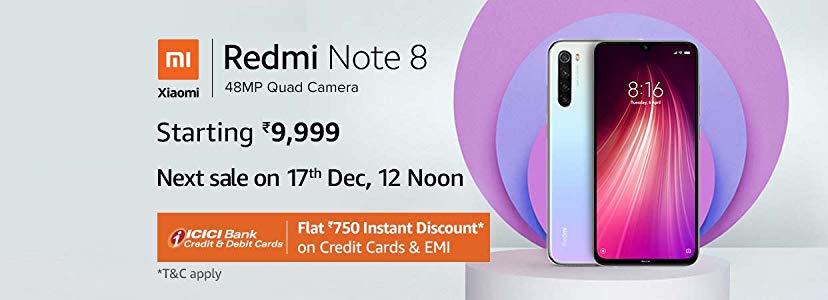 mi
Xiaomi
Redmi Note 8
48MP Quad Camera
Starting ₹9,999
Next sale on 17th Dec, 12 Noon
ICICI Bank
Credit & Debit Cards
Flat ₹750 Instant Discount*
on Credit Cards & EMI
*T&C apply
Redmi
8:16